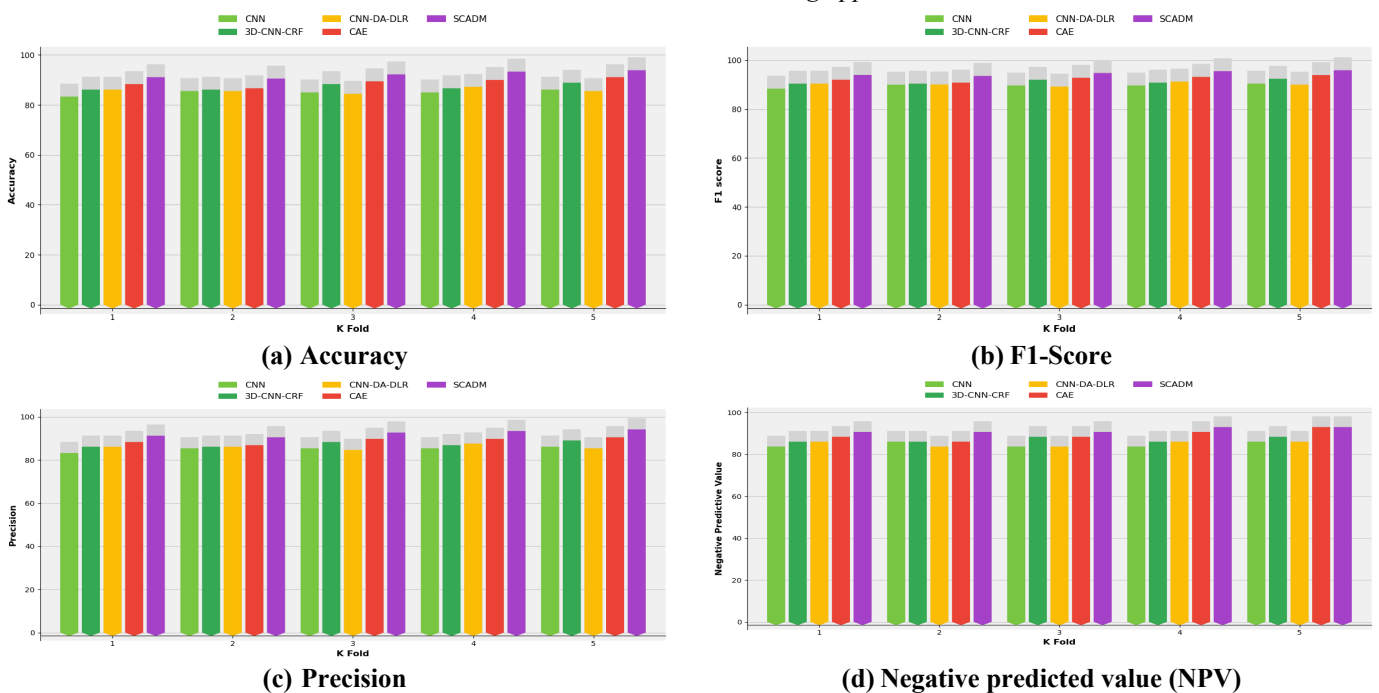 g app
CNN CNN-DA-DLR SCADM
3D-CNN-CRF CAE
100
80
60
40
20
0
Accuracy
1 2 3 4 5
K Fold
(a) Accuracy
CNN CNN-DA-DLR SCADM
3D-CNN-CRF CAE
100
80
60
40
20
0
F1 score
1 2 3 4 5
K Fold
(b) F1-Score
CNN CNN-DA-DLR SCADM
3D-CNN-CRF CAE
100
80
60
40
20
0
Precision
1 2 3 4 5
K Fold
(c) Precision
CNN CNN-DA-DLR SCADM
3D-CNN-CRF CAE
100
80
60
40
20
0
Negative Predictive Value
1 2 3 4 5
K Fold
(d) Negative predicted value (NPV)